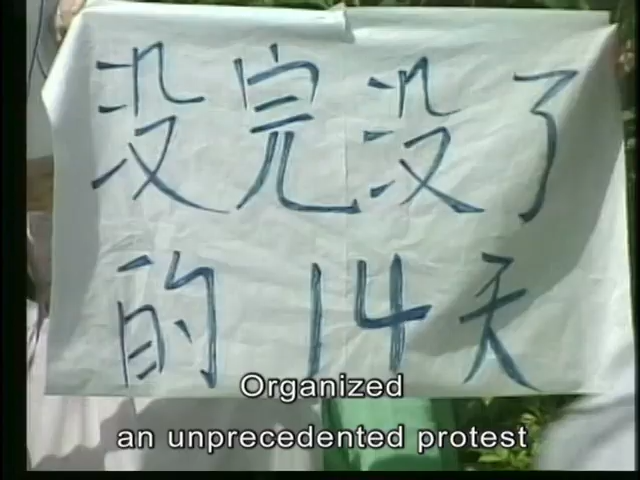 没完没了
的 14天
Organized
an unprecedented protest